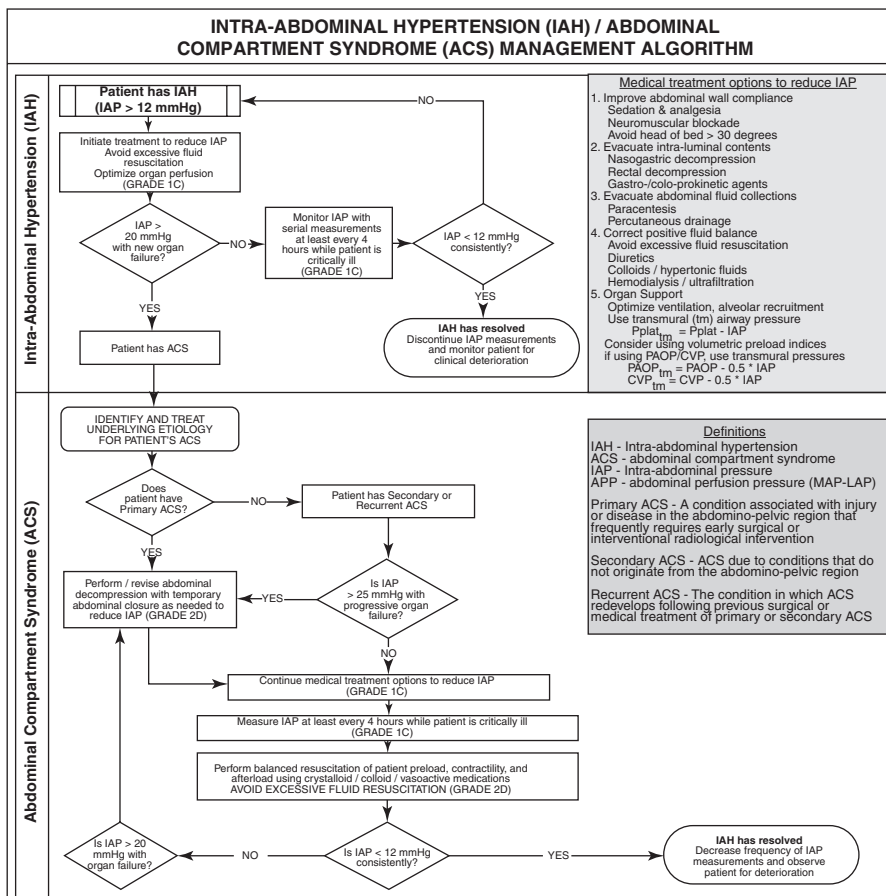 INTRA-ABDOMINAL HYPERTENSION (IAH) / ABDOMINAL
COMPARTMENT SYNDROME (ACS) MANAGEMENT ALGORITHM
Intra-Abdominal Hypertension (IAH)
Patient has IAH
(IAP > 12 mmHg)
NO
Initiate treatment to reduce IAP
Avoid excessive fluid
resuscitation
Optimize organ perfusion
(GRADE 1C)
IAP >
20 mmHg
with new organ
failure?
NO
Monitor IAP with
serial measurements
at least every 4
hours while patient is
critically ill
(GRADE 1C)
IAP < 12 mmHg
consistently?
YES
YES
IAH has resolved
Discontinue IAP measurements
and monitor patient for
clinical deterioration
Patient has ACS
Medical treatment options to reduce IAP
1. Improve abdominal wall compliance
Sedation & analgesia
Neuromuscular blockade
Avoid head of bed > 30 degrees
2. Evacuate intra-luminal contents
Nasogastric decompression
Rectal decompression
Gastro-/colo-prokinetic agents
3. Evacuate abdominal fluid collections
Paracentesis
Percutaneous drainage
4. Correct positive fluid balance
Avoid excessive fluid resuscitation
Diuretics
Colloids / hypertonic fluids
Hemodialysis / ultrafiltration
5. Organ Support
Optimize ventilation, alveolar recruitment
Use transmural (tm) airway pressure
Pplat tm = Pplat - IAP
Consider using volumetric preload indices
if using PAOP/CVP, use transmural pressures
PAOP tm = PAOP - 0.5 * IAP
CVP tm = CVP - 0.5 * IAP
Abdominal Compartment Syndrome (ACS)
IDENTIFY AND TREAT
UNDERLYING ETIOLOGY
FOR PATIENT'S ACS
Does
patient have
Primary ACS?
NO
Patient has Secondary or
Recurrent ACS
YES
Perform / revise abdominal
decompression with temporary
abdominal closure as needed to
reduce IAP (GRADE 2D)
YES
Is IAP
> 25 mmHg with
progressive organ
failure?
NO
Continue medical treatment options to reduce IAP
(GRADE 1C)
Measure IAP at least every 4 hours while patient is critically ill
(GRADE 1C)
Perform balanced resuscitation of patient preload, contractility, and
afterload using crystalloid / colloid / vasoactive medications
AVOID EXCESSIVE FLUID RESUSCITATION (GRADE 2D)
Is IAP > 20
mmHg with
organ failure?
NO
Is IAP < 12 mmHg
consistently?
YES
IAH has resolved
Decrease frequency of IAP
measurements and observe
patient for deterioration
Definitions
IAH - Intra-abdominal hypertension
ACS - abdominal compartment syndrome
IAP - Intra-abdominal pressure
APP - abdominal perfusion pressure (MAP-LAP)
Primary ACS - A condition associated with injury
or disease in the abdomino-pelvic region that
frequently requires early surgical or
interventional radiological intervention
Secondary ACS - ACS due to conditions that do
not originate from the abdomino-pelvic region
Recurrent ACS - The condition in which ACS
redevelops following previous surgical or
medical treatment of primary or secondary ACS